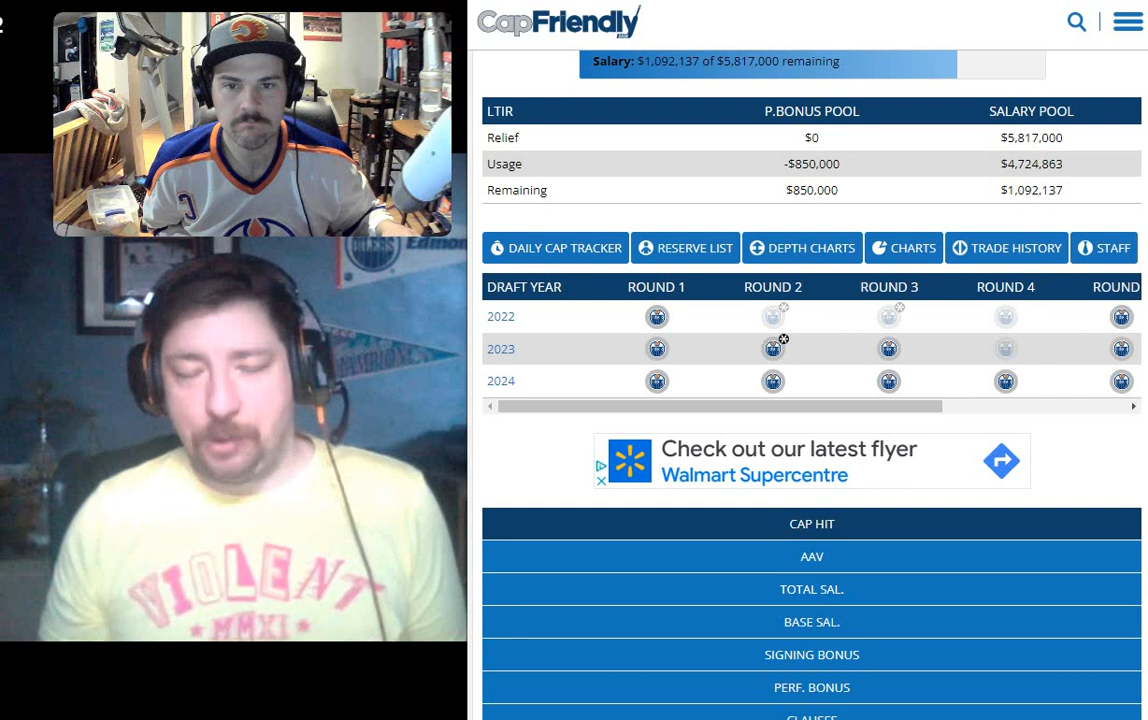 2
CapFriendly
Salary: $1,092,137 of $5,817,000 remaining
LTIR P.BONUS POOL SALARY POOL
Relief $0 $5,817,000
Usage -$850,000 $4,724,863
Remaining $850,000 $1,092,137
DAILY CAP TRACKER RESERVE LIST DEPTH CHARTS CHARTS TRADE HISTORY STAFF
DRAFT YEAR ROUND 1 ROUND 2 ROUND 3 ROUND 4 ROUND
2022
2023
2024
Check out our latest flyer
Walmart Supercentre
CAP HIT
AAV
TOTAL SAL.
BASE SAL.
SIGNING BONUS
PERF. BONUS
CLAUSES
C
OILERS Edmon
VIOLENT
MMXI